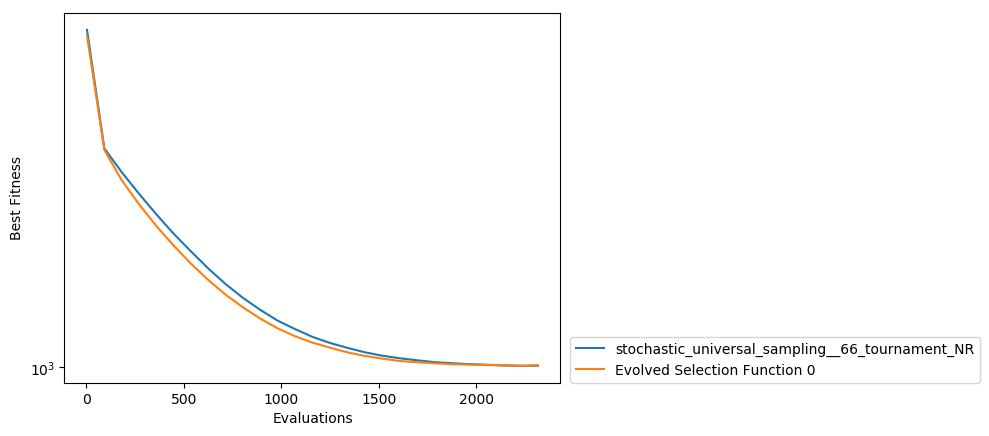 Best Fitness
10³
0 500 1000 1500 2000
Evaluations
stochastic_universal_sampling__66_tournament_NR
Evolved Selection Function 0